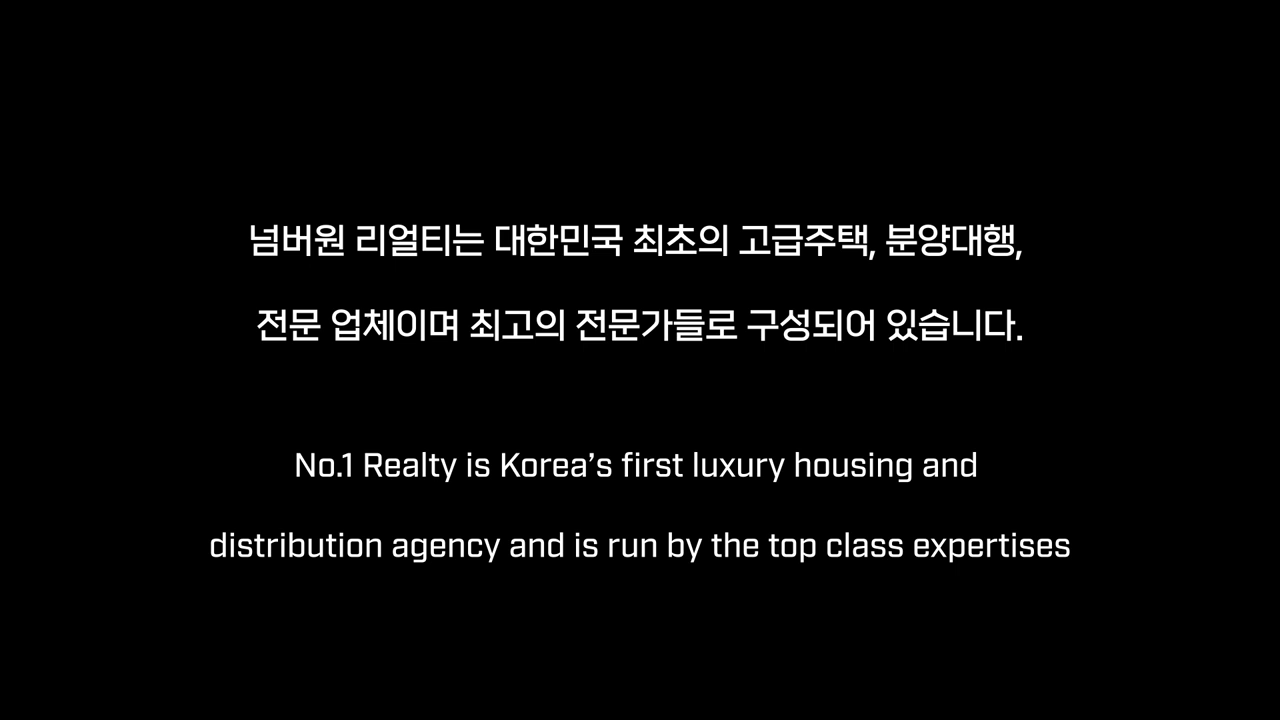 넘버원 리얼티는 대한민국 최초의 고급주택, 분양대행,
전문 업체이며 최고의 전문가들로 구성되어 있습니다.
No.1 Realty is Korea’s first luxury housing and
distribution agency and is run by the top class expertises